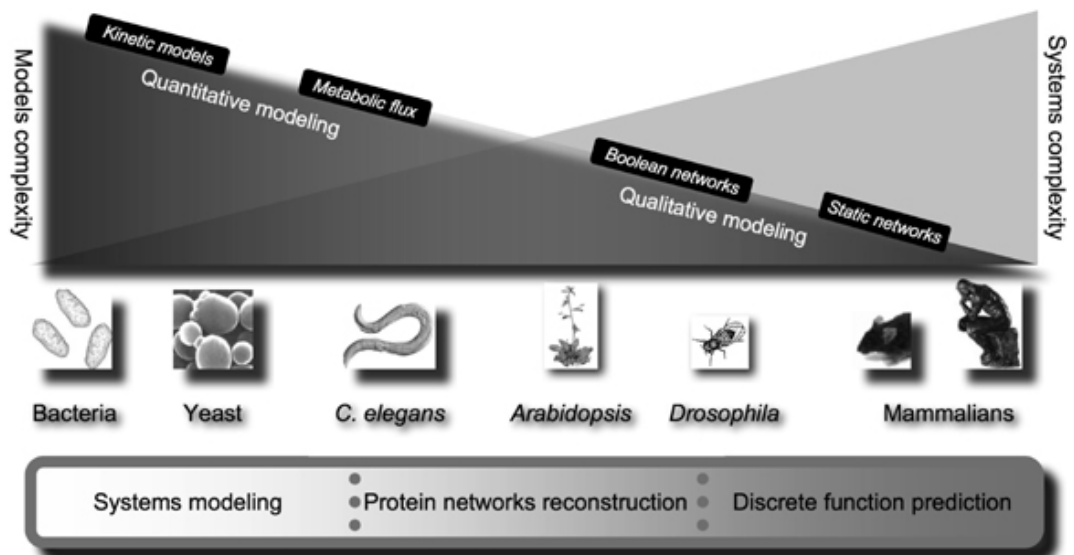 Models complexity
Kinetic models
Quantitative modeling
Metabolic flux
Boolean networks
Qualitative modeling
Static networks
Systems complexity
Bacteria
Yeast
C. elegans
Arabidopsis
Drosophila
Mammalians
Systems modeling
Protein networks reconstruction
Discrete function prediction